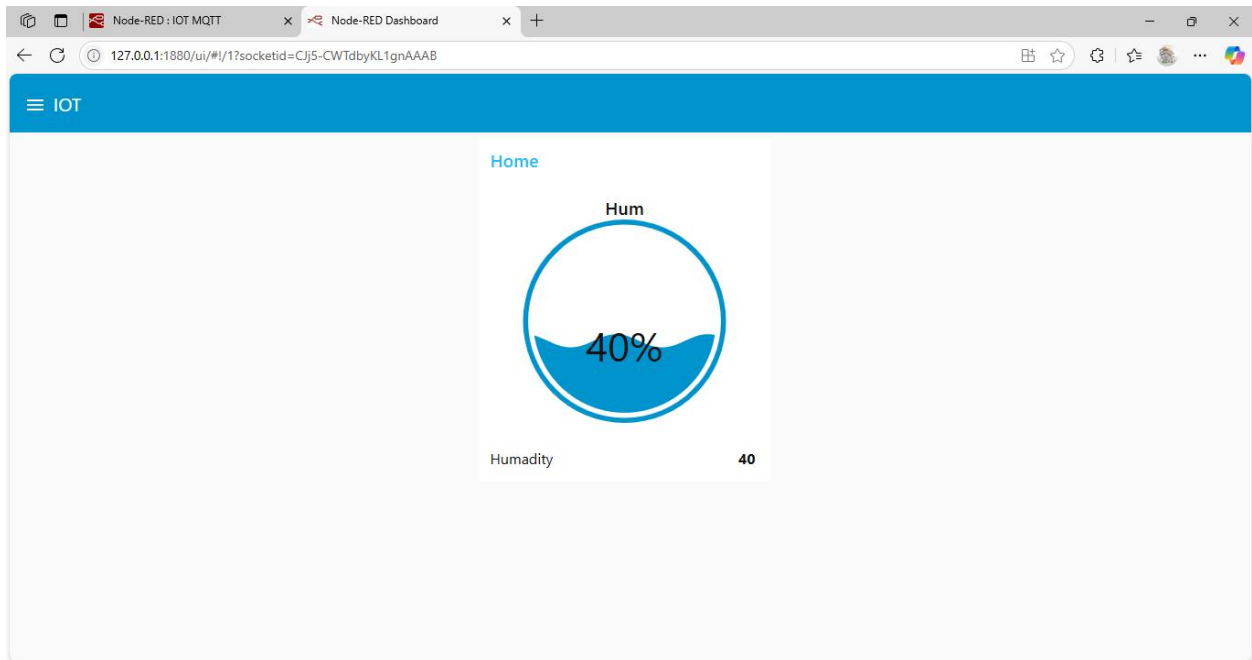 Node-RED : IOT MQTT
Node-RED Dashboard
127.0.0.1:1880/ui/#!/1?socketid=CJj5-CWTdbyKL1gnAAAB
IOT
Home
Hum
40%
Humadity 40